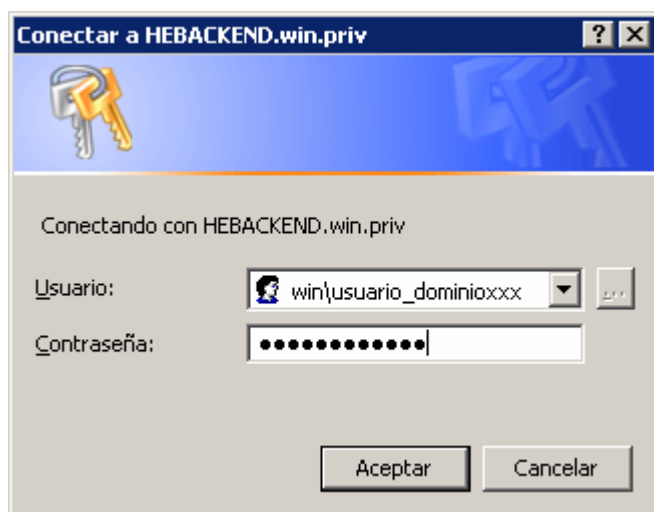 Conectar a HEBACKEND.win.priv
Conectando con HEBACKEND.win.priv
Usuario: win\usuario_dominioxxx ...
Contraseña: ●●●●●●●●●●●●
Aceptar Cancelar